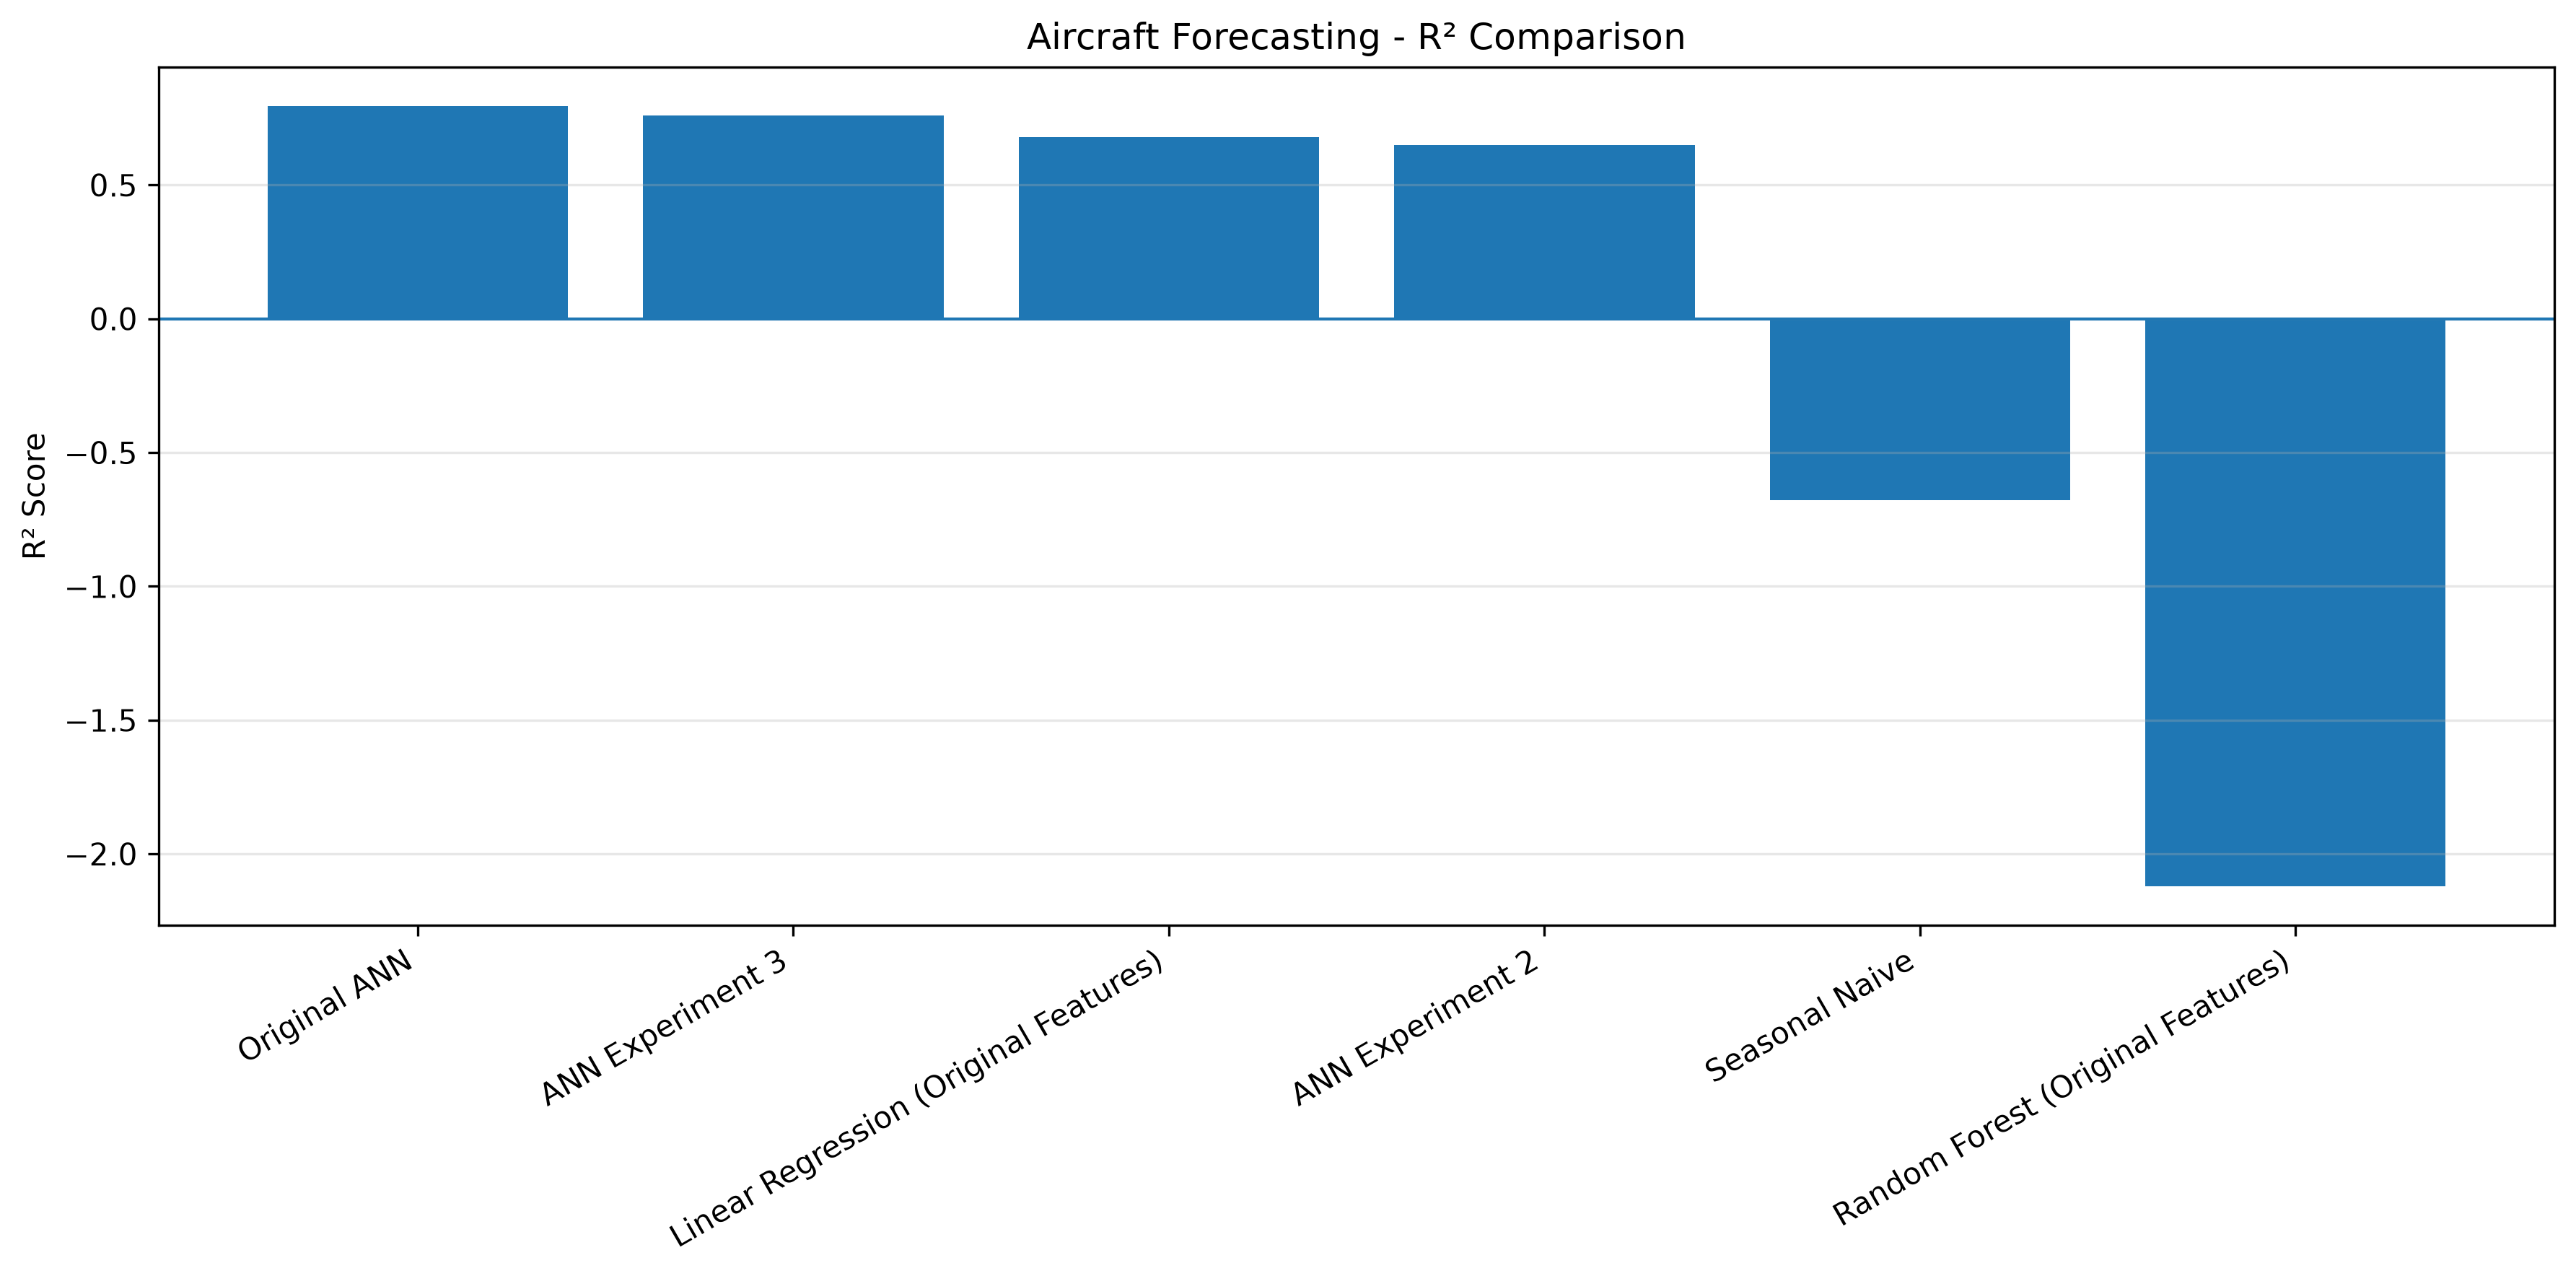 Aircraft Forecasting - R² Comparison
R² Score
0.5
0.0
−0.5
−1.0
−1.5
−2.0
Original ANN
ANN Experiment 3
Linear Regression (Original Features)
ANN Experiment 2
Seasonal Naive
Random Forest (Original Features)